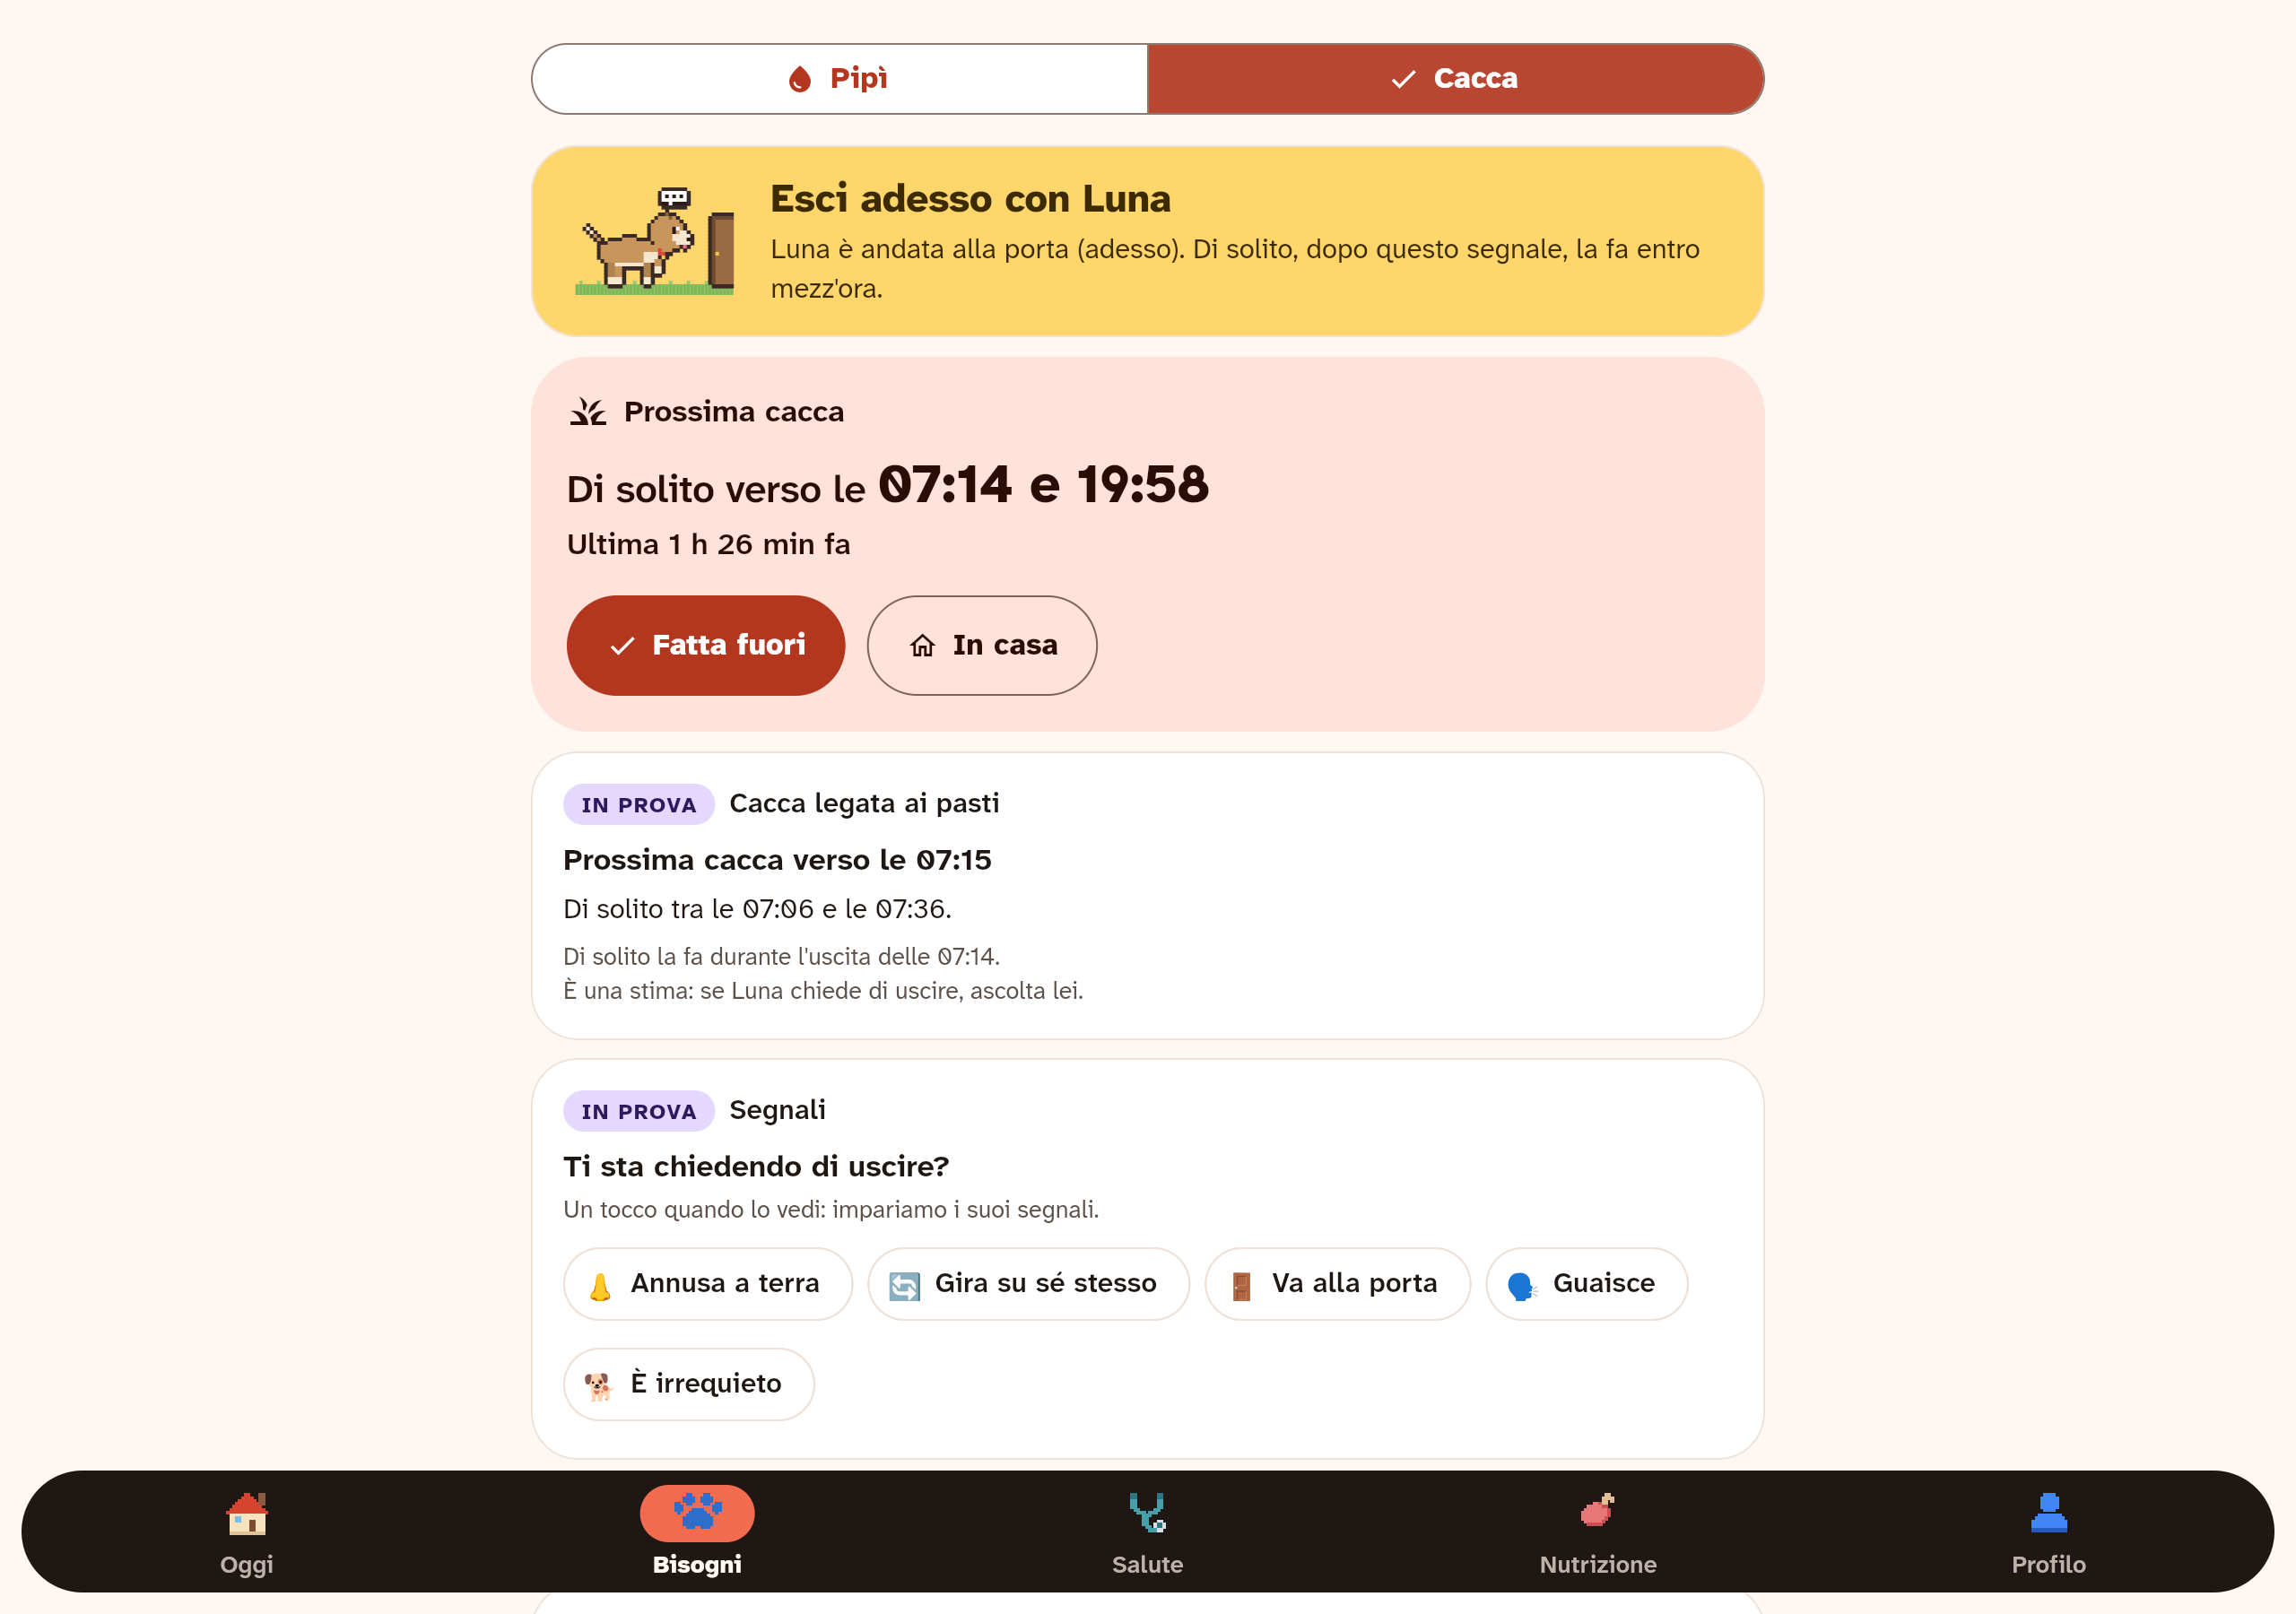 Pipì
Cacca
Esci adesso con Luna
Luna è andata alla porta (adesso). Di solito, dopo questo segnale, la fa entro
mezz'ora.
Prossima cacca
Di solito verso le 07:14 e 19:58
Ultima 1 h 26 min fa
Fatta fuori
In casa
IN PROVA Cacca legata ai pasti
Prossima cacca verso le 07:15
Di solito tra le 07:06 e le 07:36.
Di solito la fa durante l'uscita delle 07:14.
È una stima: se Luna chiede di uscire, ascolta lei.
IN PROVA Segnali
Ti sta chiedendo di uscire?
Un tocco quando lo vedi: impariamo i suoi segnali.
Annusa a terra
Gira su sé stesso
Va alla porta
Guaisce
È irrequieto
Oggi
Bisogni
Salute
Nutrizione
Profilo